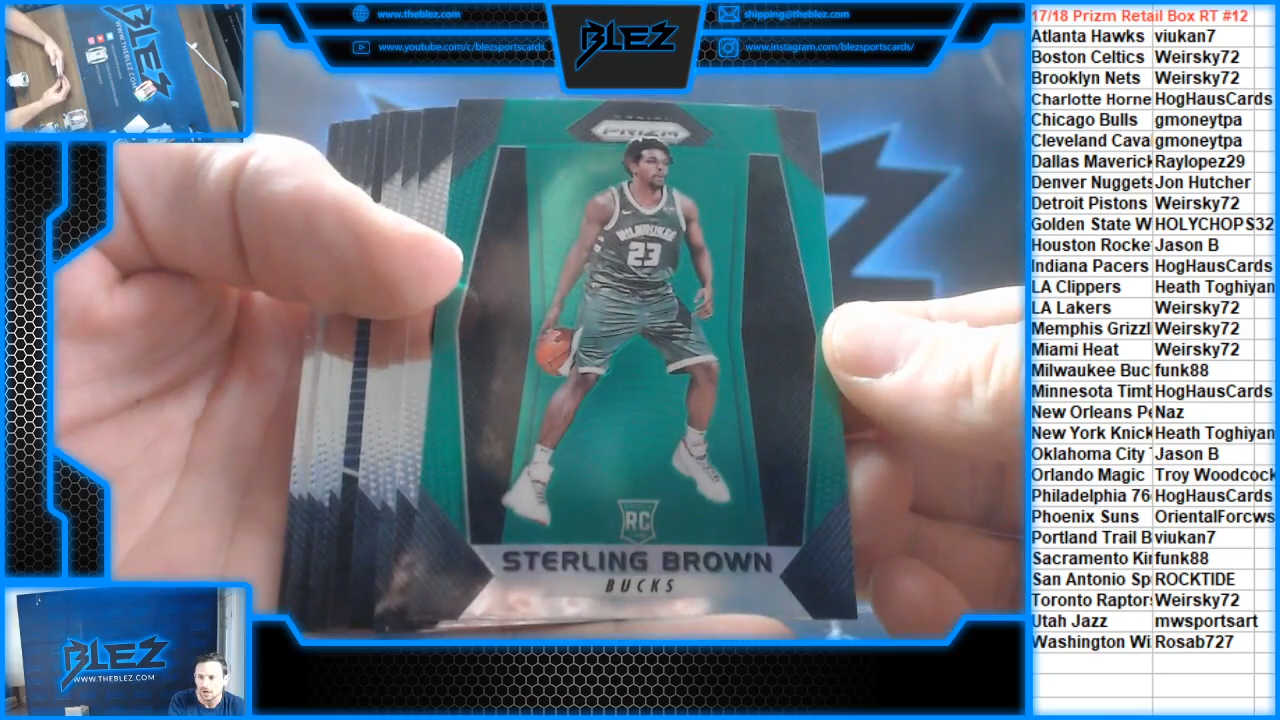 www.theblez.com
shipping@theblez.com
www.youtube.com/c/blezsportscards
www.instagram.com/blezsportscards/
BLEZ
PANINI
PRIZM
23
RC
STERLING BROWN
BUCKS
BLEZ
WWW.THEBLEZ.COM
17/18 Prizm Retail Box RT #12
Atlanta Hawks viukan7
Boston Celtics Weirsky72
Brooklyn Nets Weirsky72
Charlotte Horne HogHausCards
Chicago Bulls gmoneytpa
Cleveland Cava gmoneytpa
Dallas Maverick Raylopez29
Denver Nuggets Jon Hutcher
Detroit Pistons Weirsky72
Golden State W HOLYCHOPS32
Houston Rocke Jason B
Indiana Pacers HogHausCards
LA Clippers Heath Toghiyan
LA Lakers Weirsky72
Memphis Grizzl Weirsky72
Miami Heat Weirsky72
Milwaukee Buc funk88
Minnesota Timb HogHausCards
New Orleans Pe Naz
New York Knick Heath Toghiyan
Oklahoma City Jason B
Orlando Magic Troy Woodcock
Philadelphia 76 HogHausCards
Phoenix Suns OrientalForcws
Portland Trail B viukan7
Sacramento Kin funk88
San Antonio Sp ROCKTIDE
Toronto Raptors Weirsky72
Utah Jazz mwsportsart
Washington Wi Rosab727